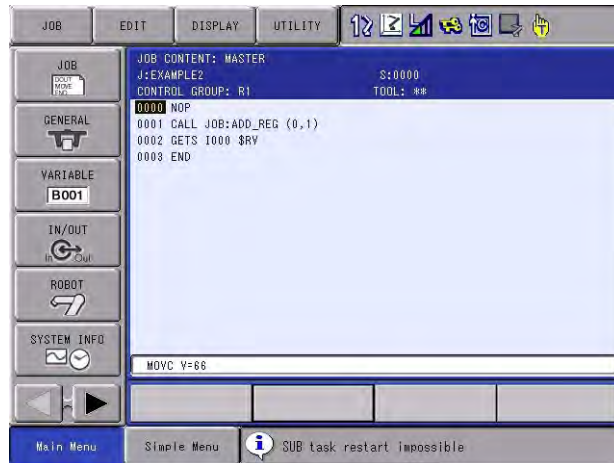 JOB EDIT DISPLAY UTILITY
JOB
DOUT
MOVE
END
GENERAL
VARIABLE
B001
IN/OUT
In Out
ROBOT
SYSTEM INFO
JOB CONTENT: MASTER
J:EXAMPLE2 S:0000
CONTROL GROUP: R1 TOOL: **
0000 NOP
0001 CALL JOB:ADD_REG (0,1)
0002 GETS I000 $RV
0003 END
MOVC V=66
Main Menu Simple Menu SUB task restart impossible